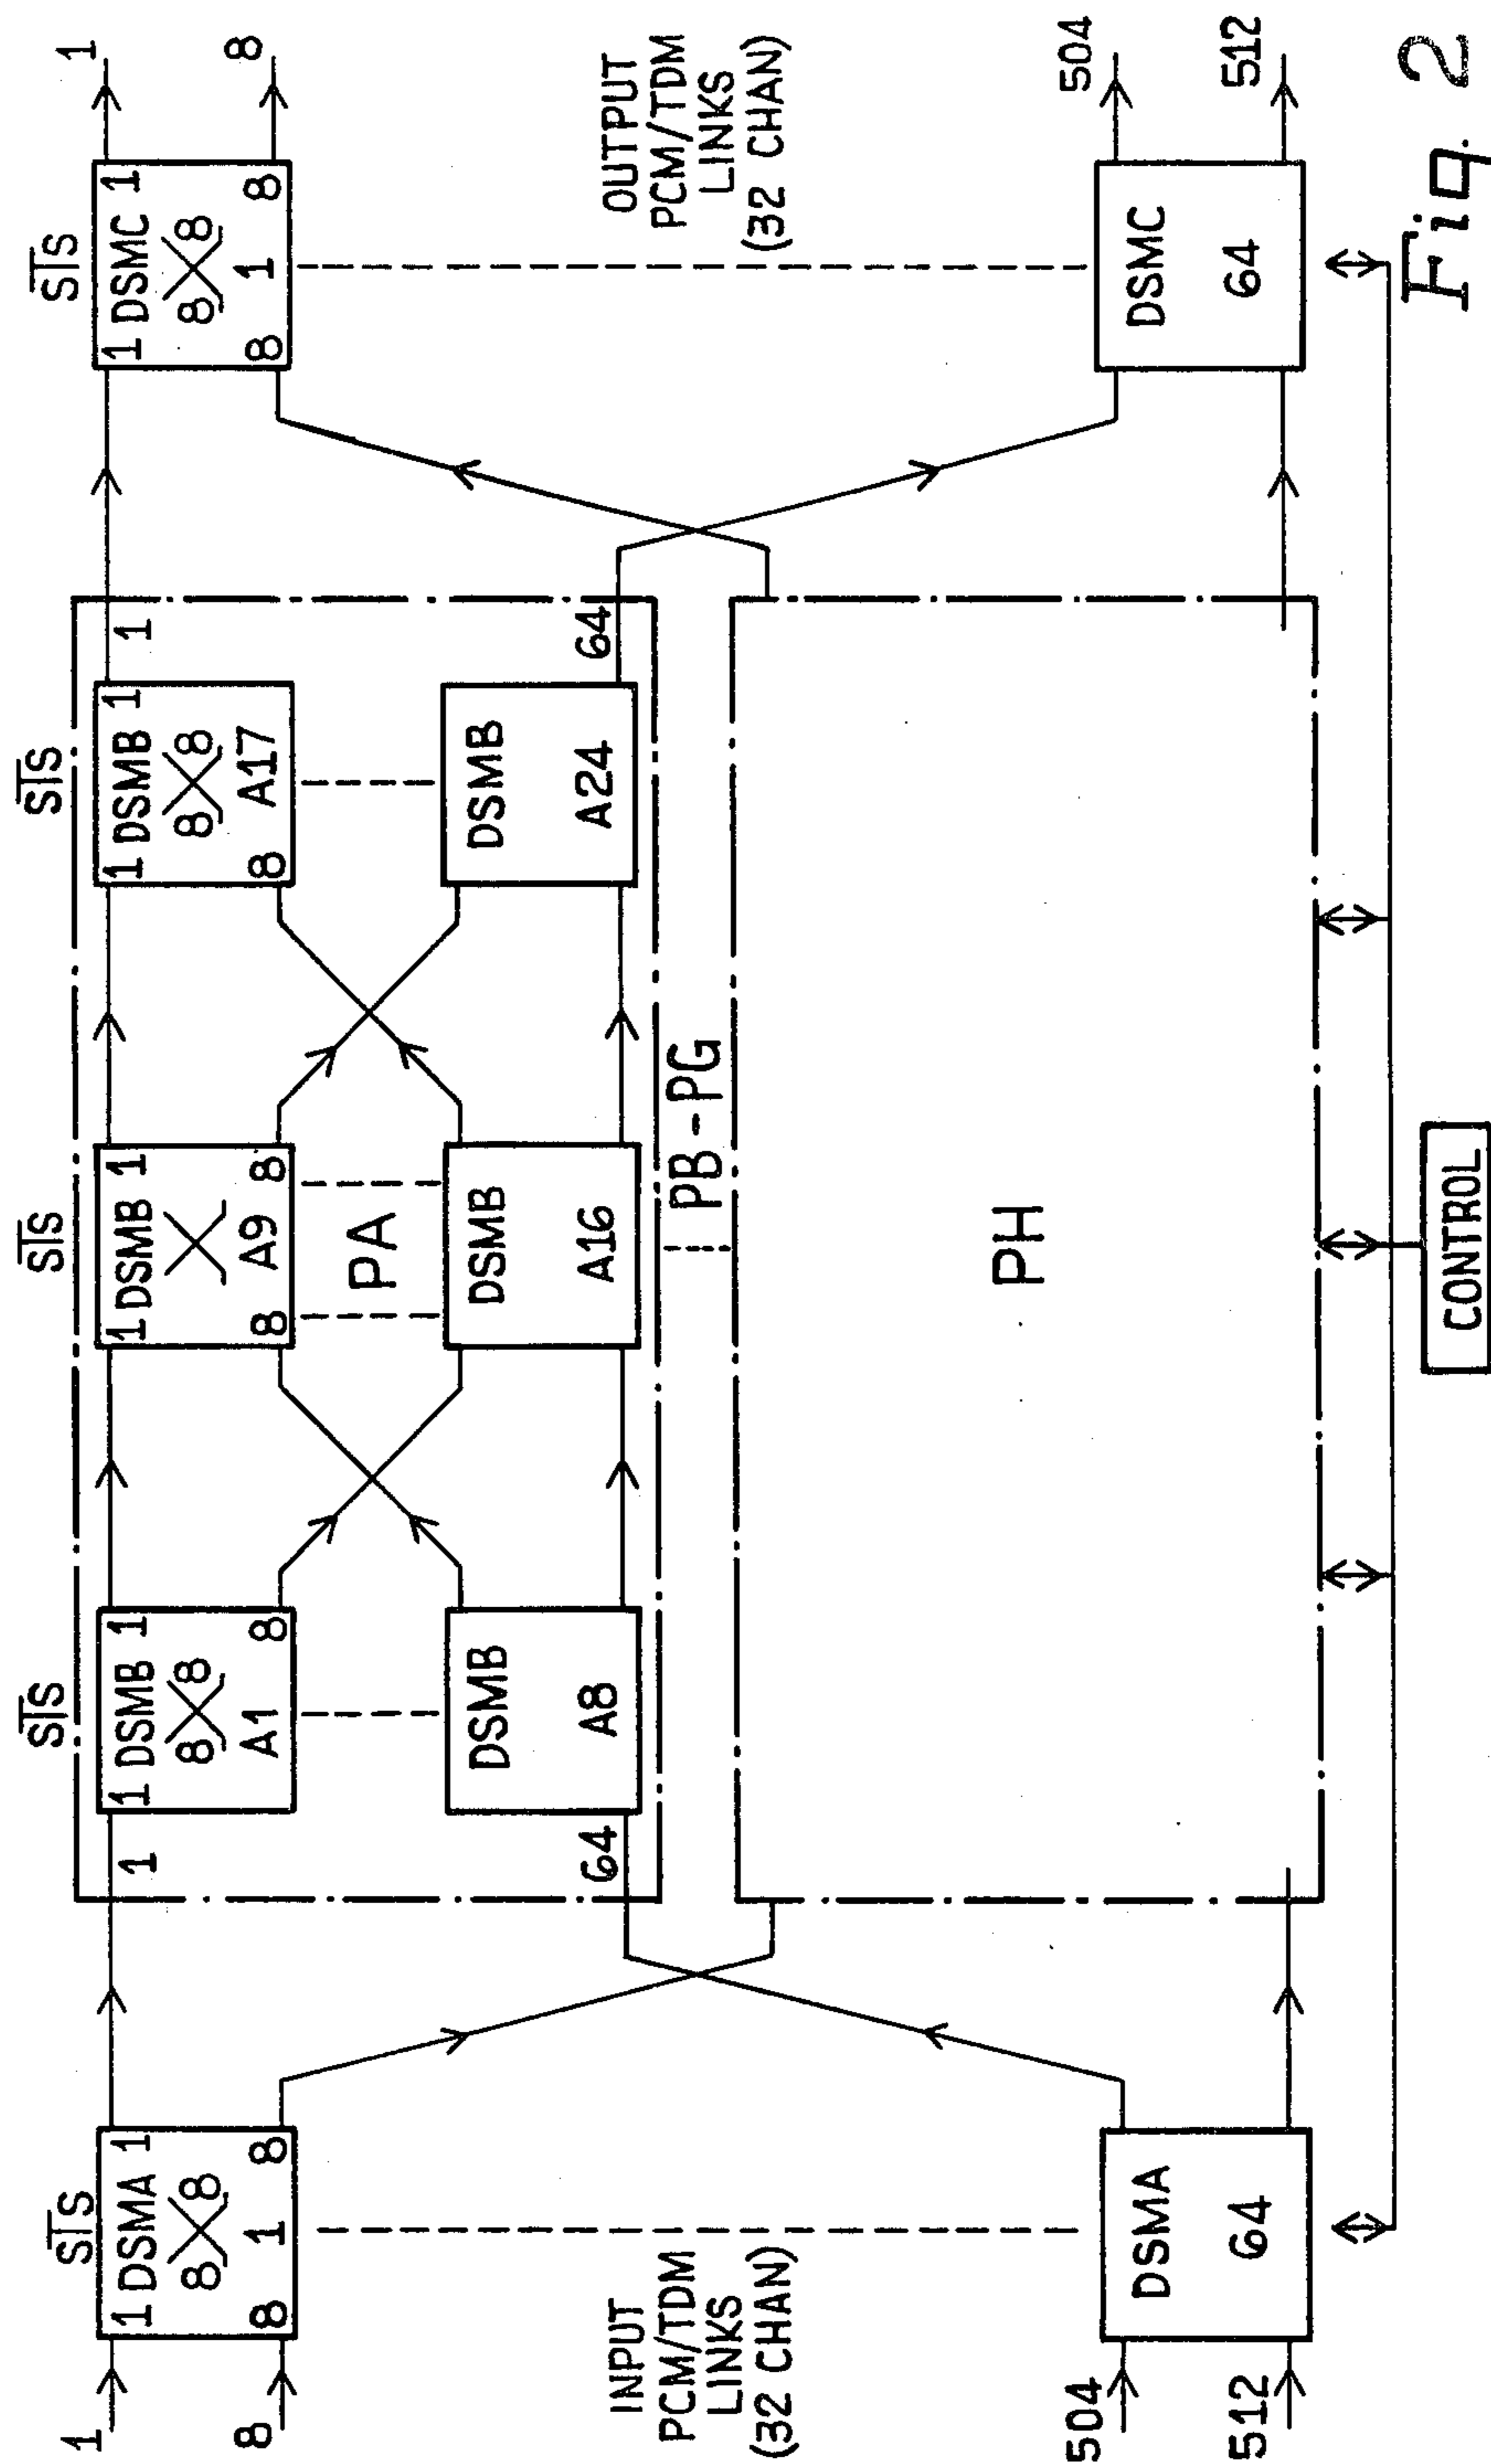 STS
STS
STS
STS
STS
1
1 DSMA 1
8 8
1
8 8
8
1
1 DSMB 1
8 8
A1
8
1 DSMB 1
A9
8 8
1 DSMB 1
8 8
A17
8
1
1 DSMC 1
8 8
1
8 8
1
8
PA
64
DSMB
A8
DSMB
A16
DSMB
A24
64
INPUT
PCM/TDM
LINKS
(32 CHAN)
PB-PG
OUTPUT
PCM/TDM
LINKS
(32 CHAN)
PH
504
512
DSMA
64
DSMC
64
504
512
CONTROL
Fig. 2